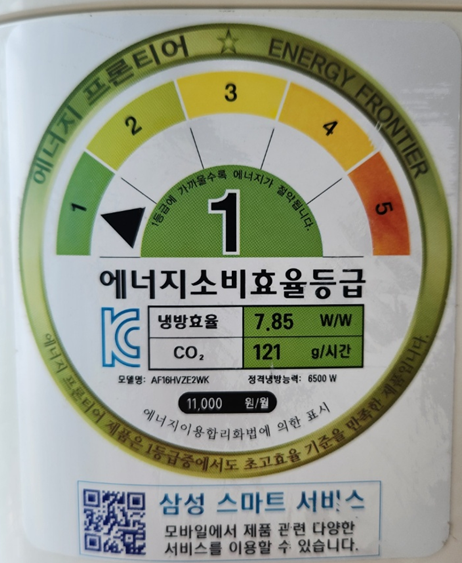 에너지 프론티어 ☆ ENERGY FRONTIER
1 2 3 4 5
1등급에 가까울수록 에너지가 절약됩니다.
1
에너지소비효율등급
냉방효율 7.85 W/W
CO₂ 121 g/시간
모델명: AF16HVZE2WK 정격냉방능력: 6500 W
11,000 원/월
에너지이용합리화법에 의한 표시
에너지 프론티어 제품은 1등급중에서도 초고효율 기준을 만족한 제품입니다.
삼성 스마트 서비스
모바일에서 제품 관련 다양한
서비스를 이용할 수 있습니다.